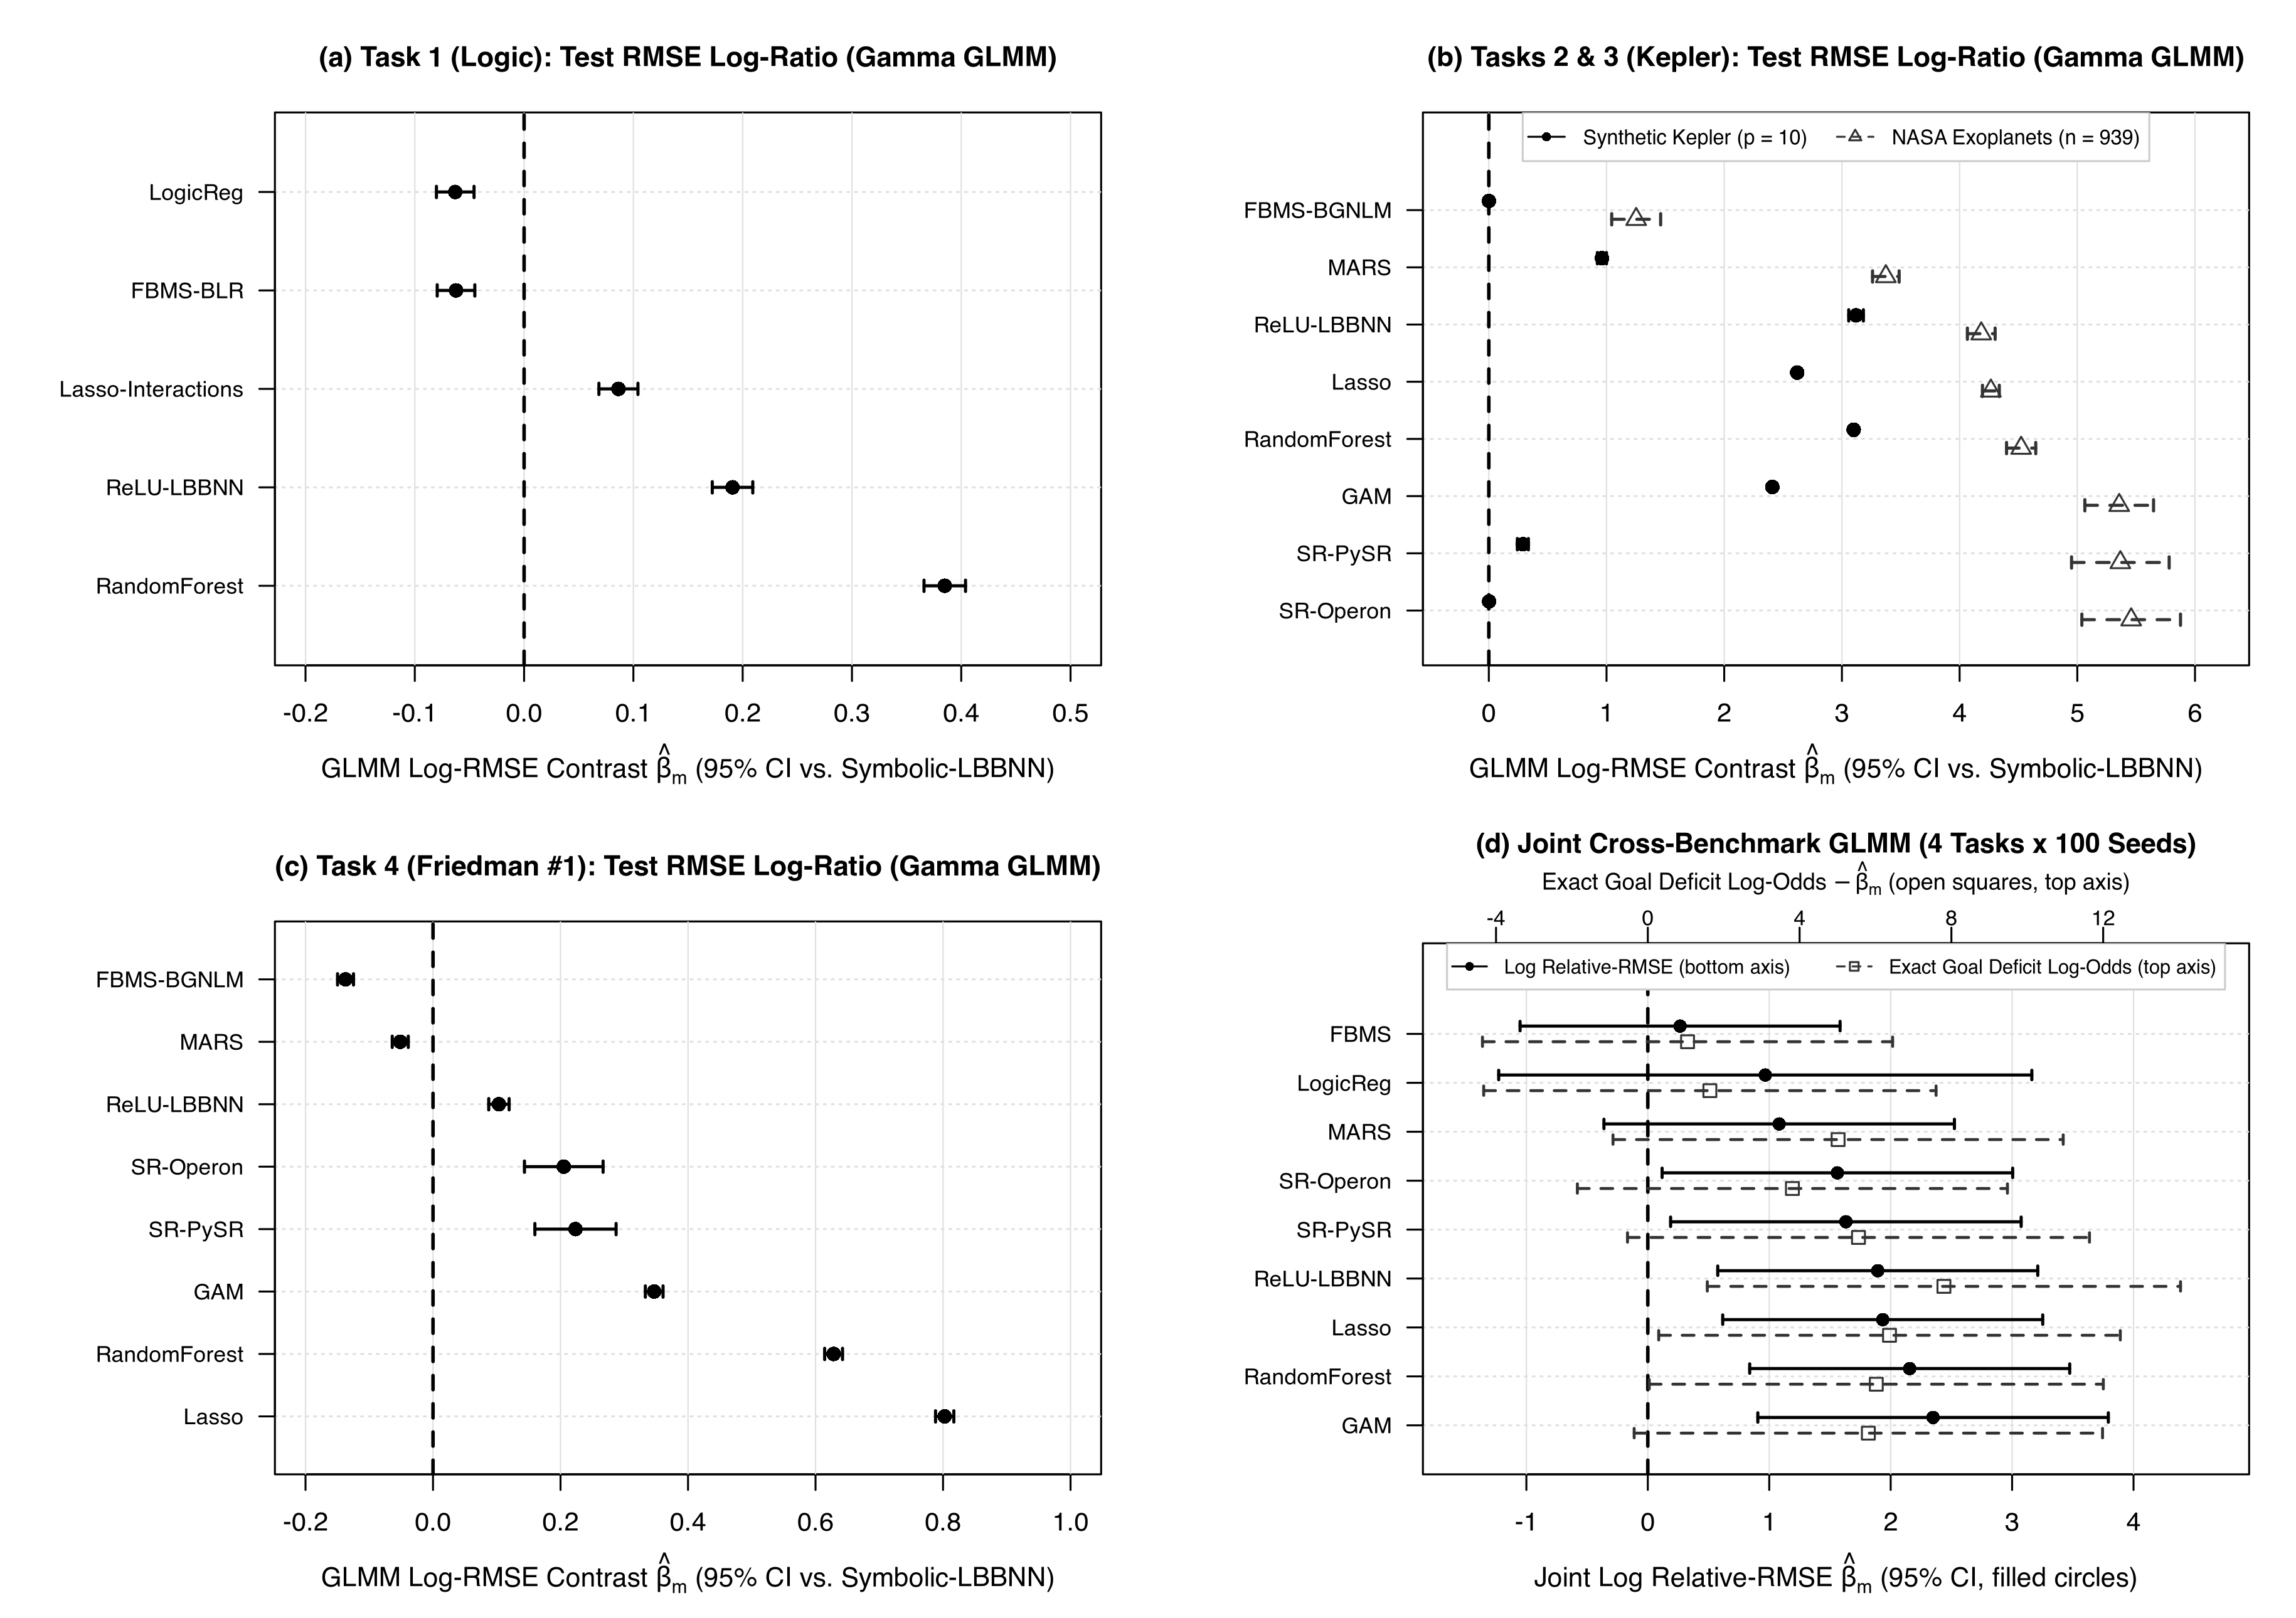 (a) Task 1 (Logic): Test RMSE Log-Ratio (Gamma GLMM)
LogicReg
FBMS-BLR
Lasso-Interactions
ReLU-LBBNN
RandomForest
-0.2 -0.1 0.0 0.1 0.2 0.3 0.4 0.5
GLMM Log-RMSE Contrast β̂m (95% CI vs. Symbolic-LBBNN)
(b) Tasks 2 & 3 (Kepler): Test RMSE Log-Ratio (Gamma GLMM)
Synthetic Kepler (p = 10) NASA Exoplanets (n = 939)
FBMS-BGNLM
MARS
ReLU-LBBNN
Lasso
RandomForest
GAM
SR-PySR
SR-Operon
0 1 2 3 4 5 6
GLMM Log-RMSE Contrast β̂m (95% CI vs. Symbolic-LBBNN)
(c) Task 4 (Friedman #1): Test RMSE Log-Ratio (Gamma GLMM)
FBMS-BGNLM
MARS
ReLU-LBBNN
SR-Operon
SR-PySR
GAM
RandomForest
Lasso
-0.2 0.0 0.2 0.4 0.6 0.8 1.0
GLMM Log-RMSE Contrast β̂m (95% CI vs. Symbolic-LBBNN)
(d) Joint Cross-Benchmark GLMM (4 Tasks x 100 Seeds)
Exact Goal Deficit Log-Odds −β̂m (open squares, top axis)
-4 0 4 8 12
Log Relative-RMSE (bottom axis) Exact Goal Deficit Log-Odds (top axis)
FBMS
LogicReg
MARS
SR-Operon
SR-PySR
ReLU-LBBNN
Lasso
RandomForest
GAM
-1 0 1 2 3 4
Joint Log Relative-RMSE β̂m (95% CI, filled circles)